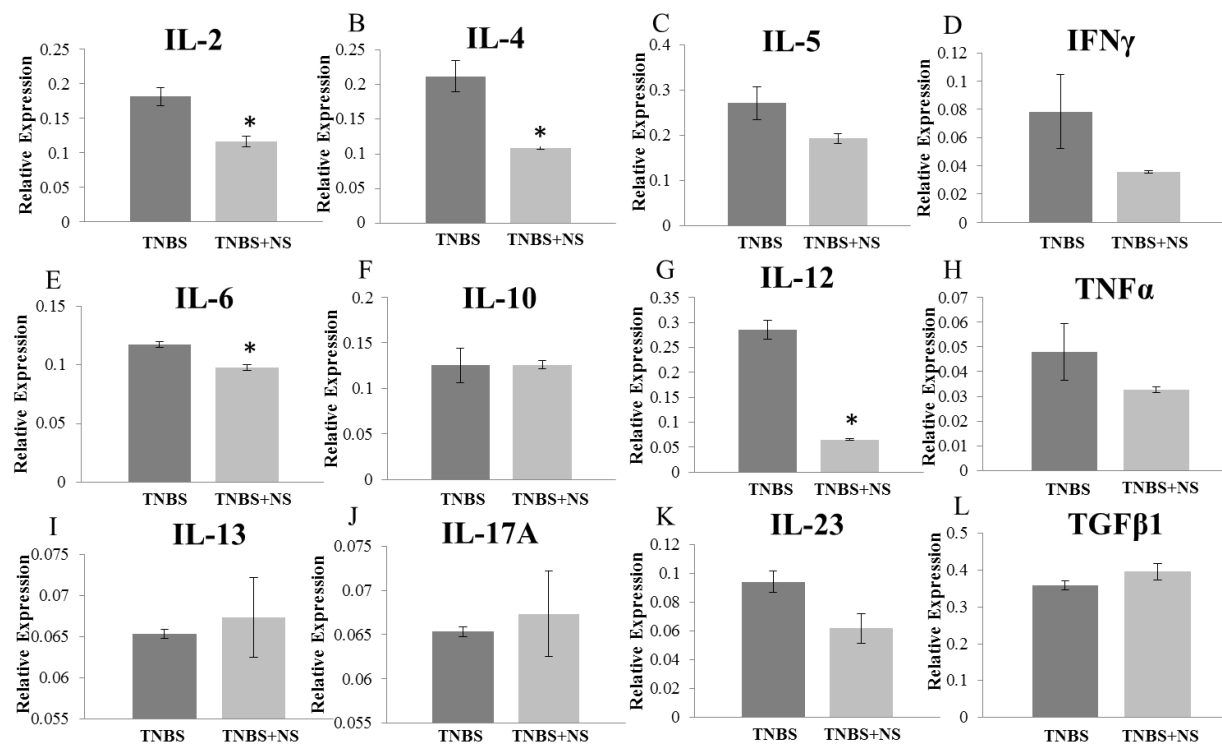 B
C
D
IL-2
IL-4
IL-5
IFNγ
Relative Expression
0.25
0.2
0.15
0.1
0.05
0
*
TNBS TNBS+NS
Relative Expression
0.25
0.2
0.15
0.1
0.05
0
*
TNBS TNBS+NS
Relative Expression
0.4
0.3
0.2
0.1
0
TNBS TNBS+NS
Relative Expression
0.12
0.1
0.08
0.06
0.04
0.02
0
TNBS TNBS+NS
E
IL-6
Relative Expression
0.15
0.1
0.05
0
*
TNBS TNBS+NS
F
IL-10
Relative Expression
0.2
0.15
0.1
0.05
0
TNBS TNBS+NS
G
IL-12
Relative Expression
0.35
0.3
0.25
0.2
0.15
0.1
0.05
0
*
TNBS TNBS+NS
H
TNFα
Relative Expression
0.07
0.06
0.05
0.04
0.03
0.02
0.01
0
TNBS TNBS+NS
I
IL-13
Relative Expression
0.075
0.07
0.065
0.06
0.055
TNBS TNBS+NS
J
IL-17A
Relative Expression
0.075
0.07
0.065
0.06
0.055
TNBS TNBS+NS
K
IL-23
Relative Expression
0.12
0.1
0.08
0.06
0.04
0.02
0
TNBS TNBS+NS
L
TGFβ1
Relative Expression
0.5
0.4
0.3
0.2
0.1
0
TNBS TNBS+NS